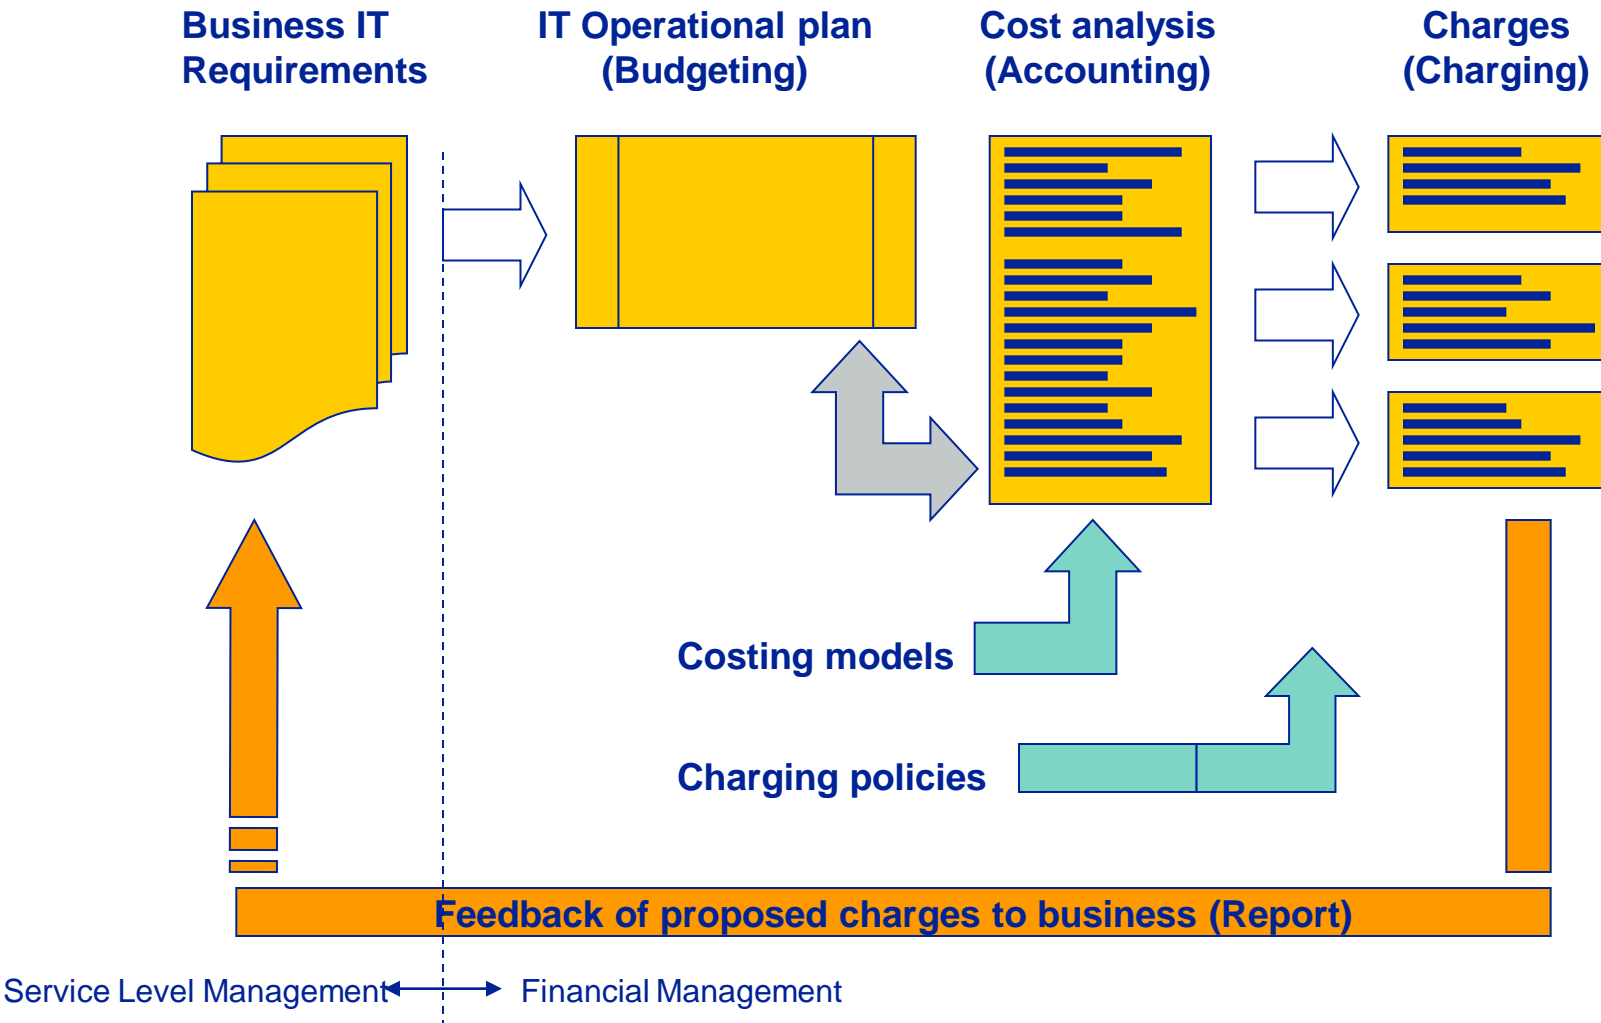 Business IT
Requirements
IT Operational plan
(Budgeting)
Cost analysis
(Accounting)
Charges
(Charging)
Costing models
Charging policies
Feedback of proposed charges to business (Report)
Service Level Management
Financial Management